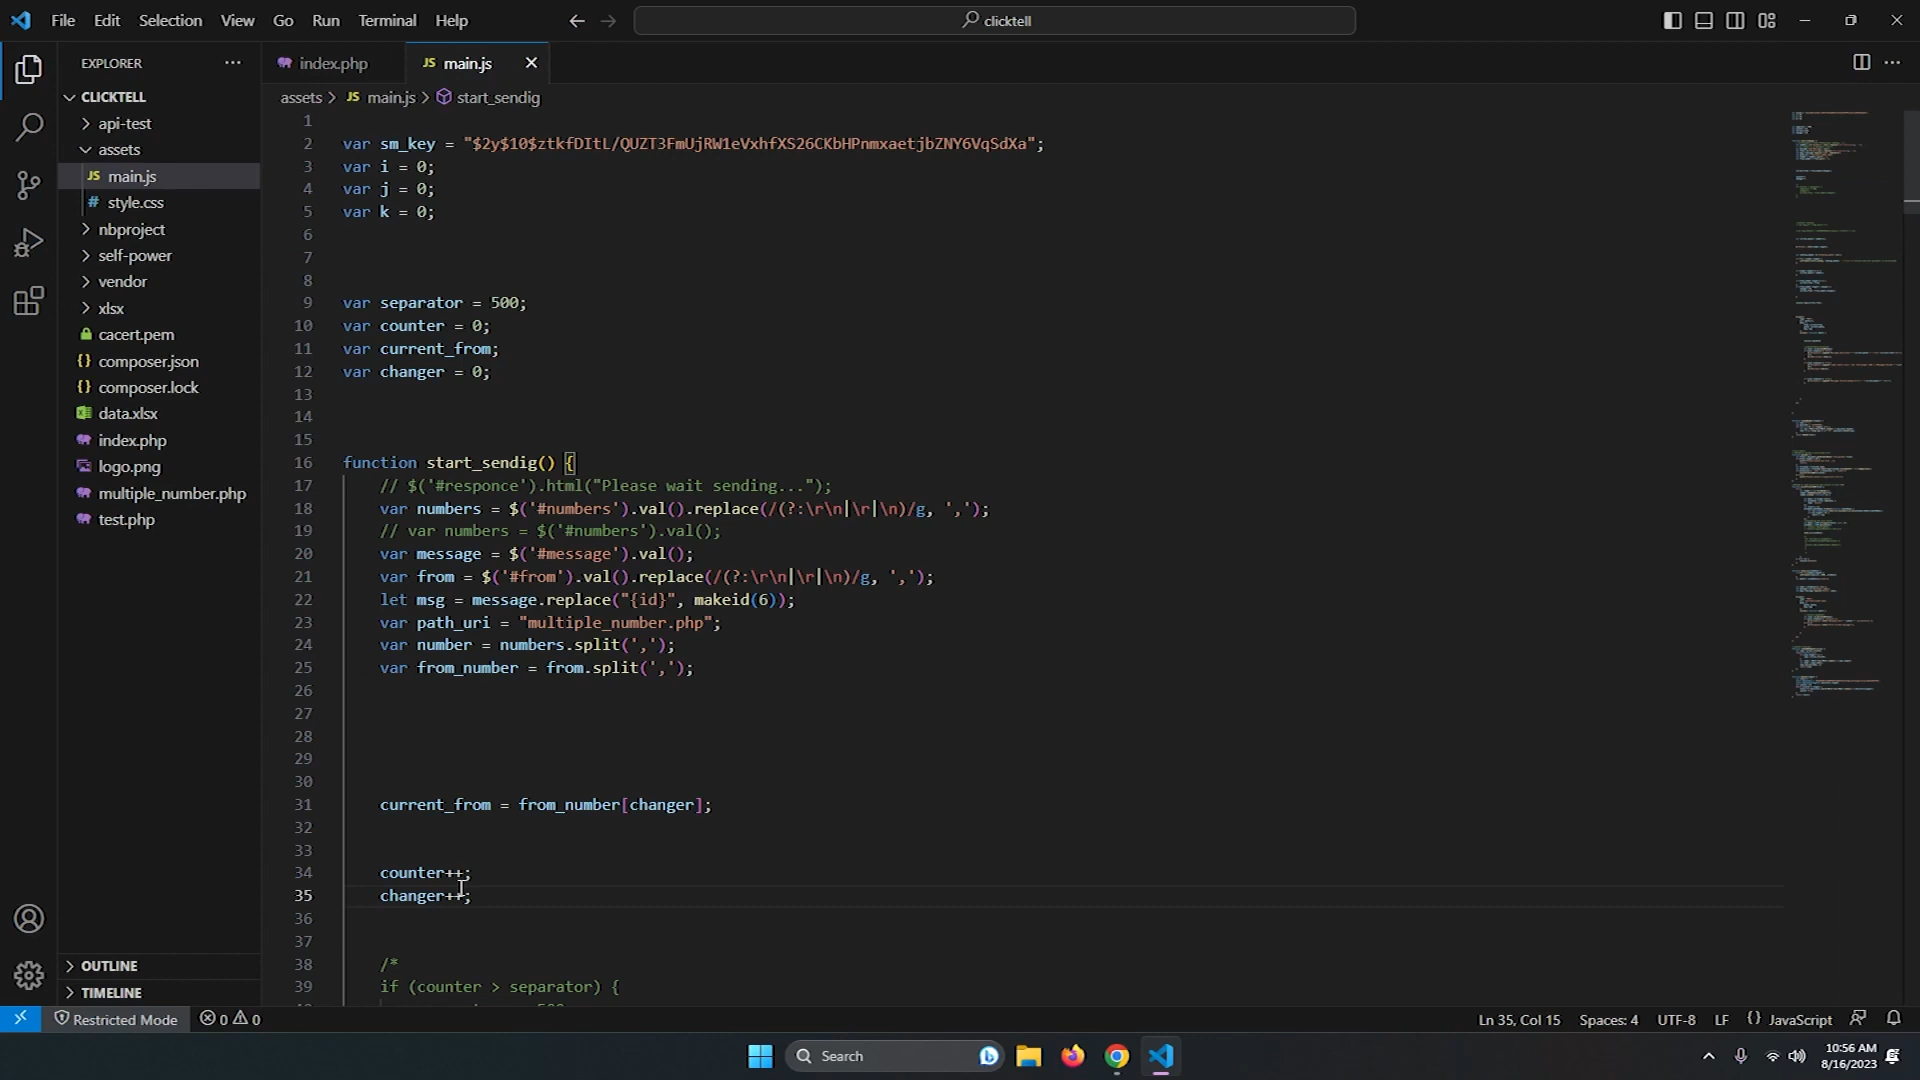 File Edit Selection View Go Run Terminal Help
clicktell
EXPLORER
index.php
JS main.js
CLICKTELL
assets > JS main.js > start_sendig
api-test
assets
JS main.js
# style.css
nbproject
self-power
vendor
xlsx
cacert.pem
{} composer.json
{} composer.lock
data.xlsx
index.php
logo.png
multiple_number.php
test.php
OUTLINE
TIMELINE
1
2 var sm_key = "$2y$10$ztkfDItL/QUZT3FmUjRW1eVxhfXS26CKbHPnmxaetjbZNY6VqSdXa";
3 var i = 0;
4 var j = 0;
5 var k = 0;
6
7
8
9 var separator = 500;
10 var counter = 0;
11 var current_from;
12 var changer = 0;
13
14
15
16 function start_sendig() {
17 // $('#responce').html("Please wait sending...");
18 var numbers = $('#numbers').val().replace(/(?:\r\n|\r|\n)/g, ',');
19 // var numbers = $('#numbers').val();
20 var message = $('#message').val();
21 var from = $('#from').val().replace(/(?:\r\n|\r|\n)/g, ',');
22 let msg = message.replace("{id}", makeid(6));
23 var path_uri = "multiple_number.php";
24 var number = numbers.split(',');
25 var from_number = from.split(',');
26
27
28
29
30
31 current_from = from_number[changer];
32
33
34 counter++;
35 changer++;
36
37
38 /*
39 if (counter > separator) {
Restricted Mode
0 0
Ln 35, Col 15 Spaces: 4 UTF-8 LF {} JavaScript
Search
10:56 AM
8/16/2023